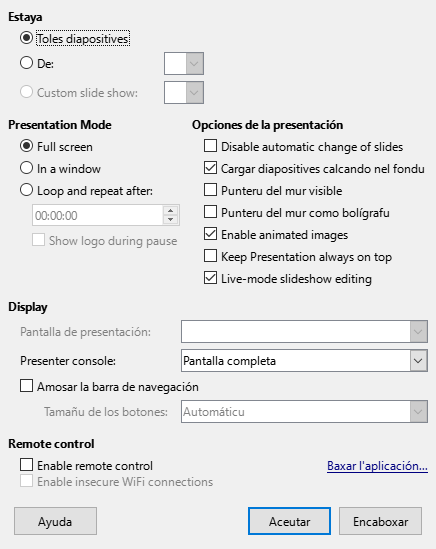 Estaya
Toles diapositives
De:
Custom slide show:
Presentation Mode
Full screen
In a window
Loop and repeat after:
00:00:00
Show logo during pause
Opciones de la presentación
Disable automatic change of slides
Cargar diapositives calcando nel fondu
Punteru del mur visible
Punteru del mur como bolígrafu
Enable animated images
Keep Presentation always on top
Live-mode slideshow editing
Display
Pantalla de presentación:
Presenter console: Pantalla completa
Amosar la barra de navegación
Tamañu de los botones: Automáticu
Remote control
Enable remote control Baxar l'aplicación...
Enable insecure WiFi connections
Ayuda Aceutar Encaboxar